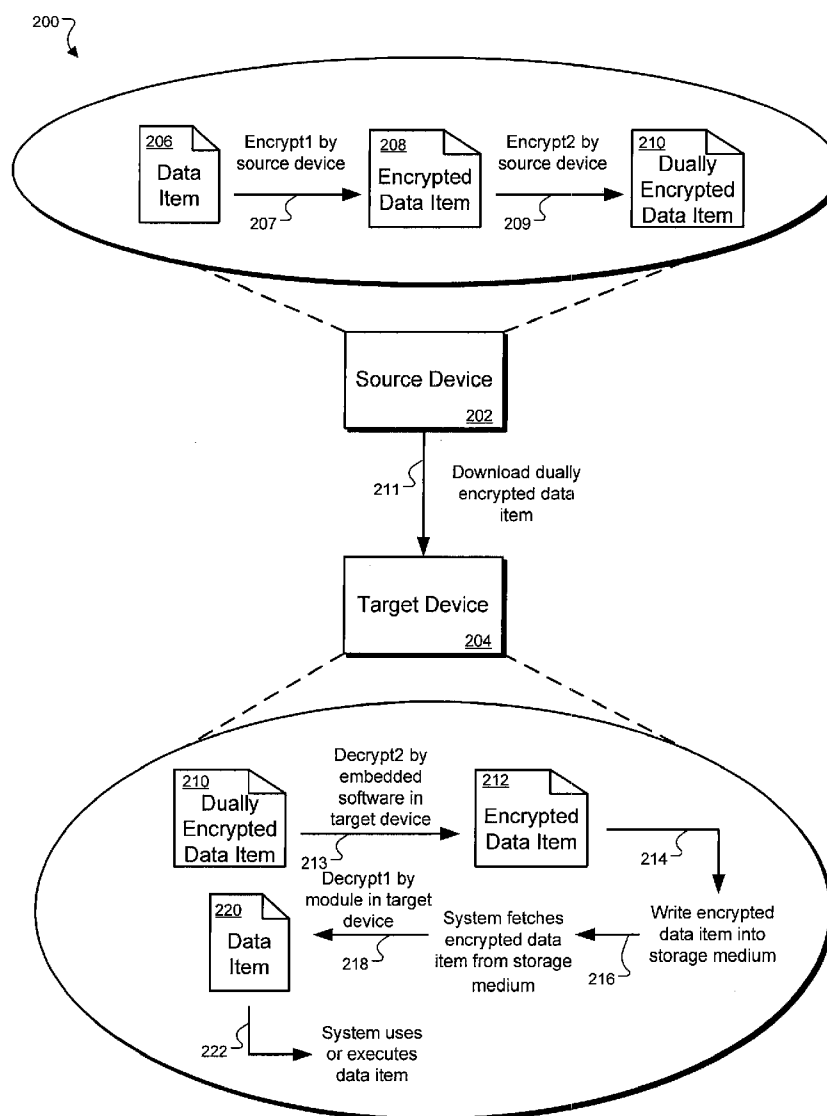 200
206
Data
Item
Encrypt1 by
source device
207
208
Encrypted
Data Item
Encrypt2 by
source device
209
210
Dually
Encrypted
Data Item
Source Device
202
211
Download dually
encrypted data
item
Target Device
204
210
Dually
Encrypted
Data Item
Decrypt2 by
embedded
software in
target device
213
212
Encrypted
Data Item
214
Write encrypted
data item into
storage medium
216
System fetches
encrypted data
item from storage
medium
Decrypt1 by
module in target
device
218
220
Data
Item
222
System uses
or executes
data item